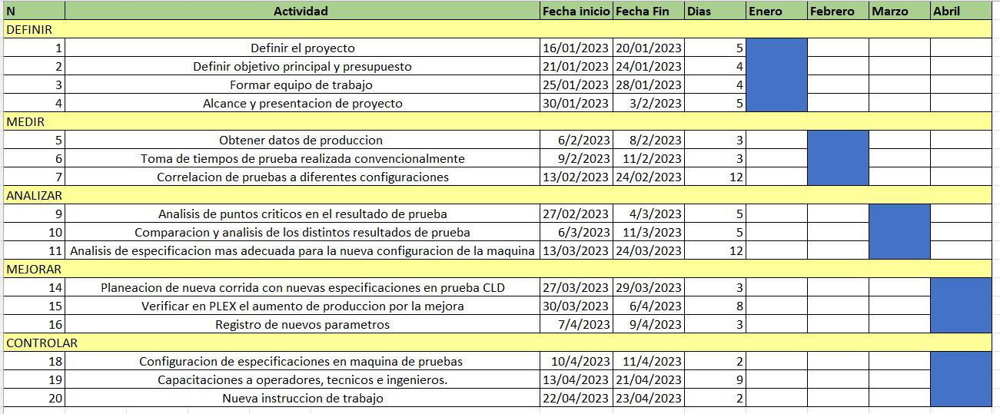 N Actividad Fecha inicio Fecha Fin Dias Enero Febrero Marzo Abril
DEFINIR
1 Definir el proyecto 16/01/2023 20/01/2023 5
2 Definir objetivo principal y presupuesto 21/01/2023 24/01/2023 4
3 Formar equipo de trabajo 25/01/2023 28/01/2023 4
4 Alcance y presentacion de proyecto 30/01/2023 3/2/2023 5
MEDIR
5 Obtener datos de produccion 6/2/2023 8/2/2023 3
6 Toma de tiempos de prueba realizada convencionalmente 9/2/2023 11/2/2023 3
7 Correlacion de pruebas a diferentes configuraciones 13/02/2023 24/02/2023 12
ANALIZAR
9 Analisis de puntos criticos en el resultado de prueba 27/02/2023 4/3/2023 5
10 Comparacion y analisis de los distintos resultados de prueba 6/3/2023 11/3/2023 5
11 Analisis de especificacion mas adecuada para la nueva configuracion de la maquina 13/03/2023 24/03/2023 12
MEJORAR
14 Planeacion de nueva corrida con nuevas especificaciones en prueba CLD 27/03/2023 29/03/2023 3
15 Verificar en PLEX el aumento de produccion por la mejora 30/03/2023 6/4/2023 8
16 Registro de nuevos parametros 7/4/2023 9/4/2023 3
CONTROLAR
18 Configuracion de especificaciones en maquina de pruebas 10/4/2023 11/4/2023 2
19 Capacitaciones a operadores, tecnicos e ingenieros. 13/04/2023 21/04/2023 9
20 Nueva instruccion de trabajo 22/04/2023 23/04/2023 2